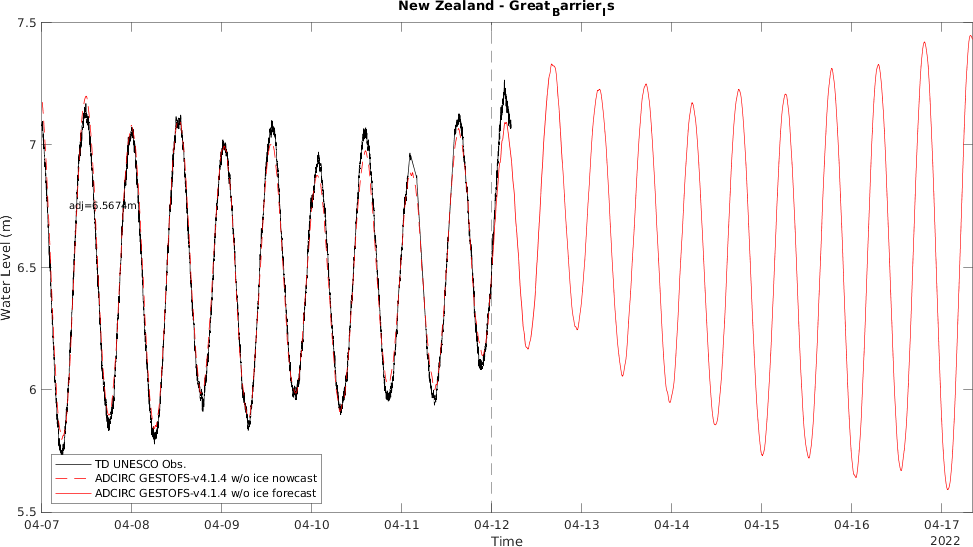 New Zealand - Great_Barrier_Is
7.5
7
6.5
6
5.5
Water Level (m)
adj=6.5674m
TD UNESCO Obs.
ADCIRC GESTOFS-v4.1.4 w/o ice nowcast
ADCIRC GESTOFS-v4.1.4 w/o ice forecast
04-07 04-08 04-09 04-10 04-11 04-12 04-13 04-14 04-15 04-16 04-17
Time
2022